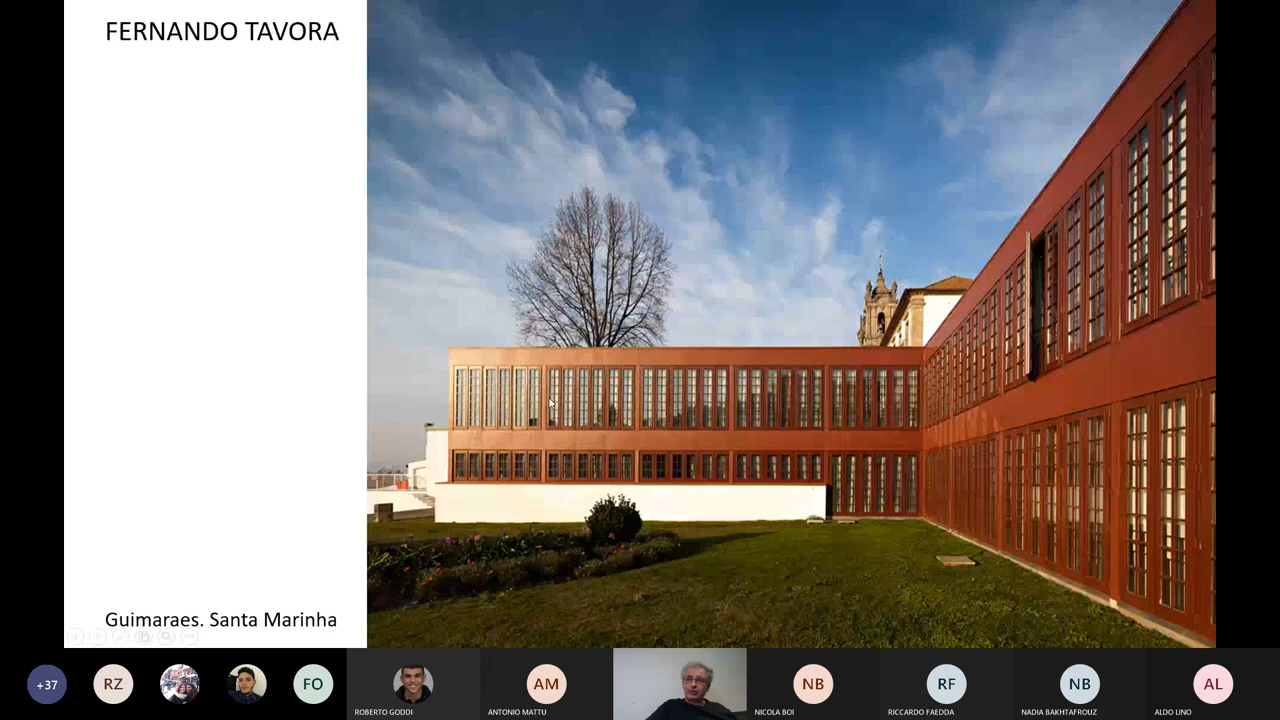 FERNANDO TAVORA
Guimaraes. Santa Marinha
+37
RZ
FO
ROBERTO GODDI
AM
ANTONIO MATTU
NB
NICOLA BOI
RF
RICCARDO FAEDDA
NB
NADIA BAKHTAFROUZ
AL
ALDO LINO